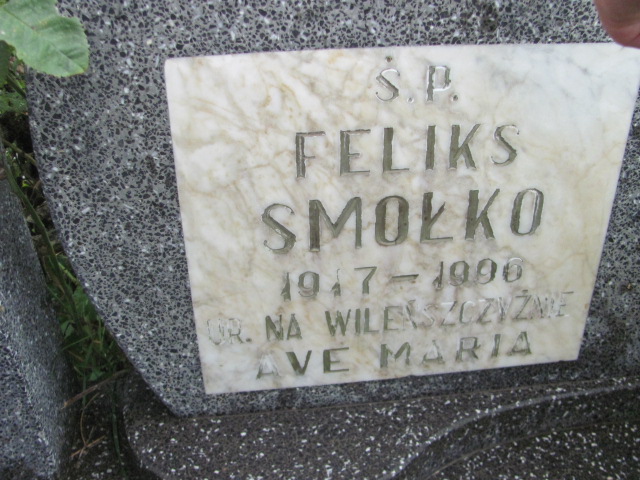 Ś.P.
FELIKS
SMOŁKO
1917-1996
UR. NA WILEŃSZCZYŹNIE
AVE MARIA